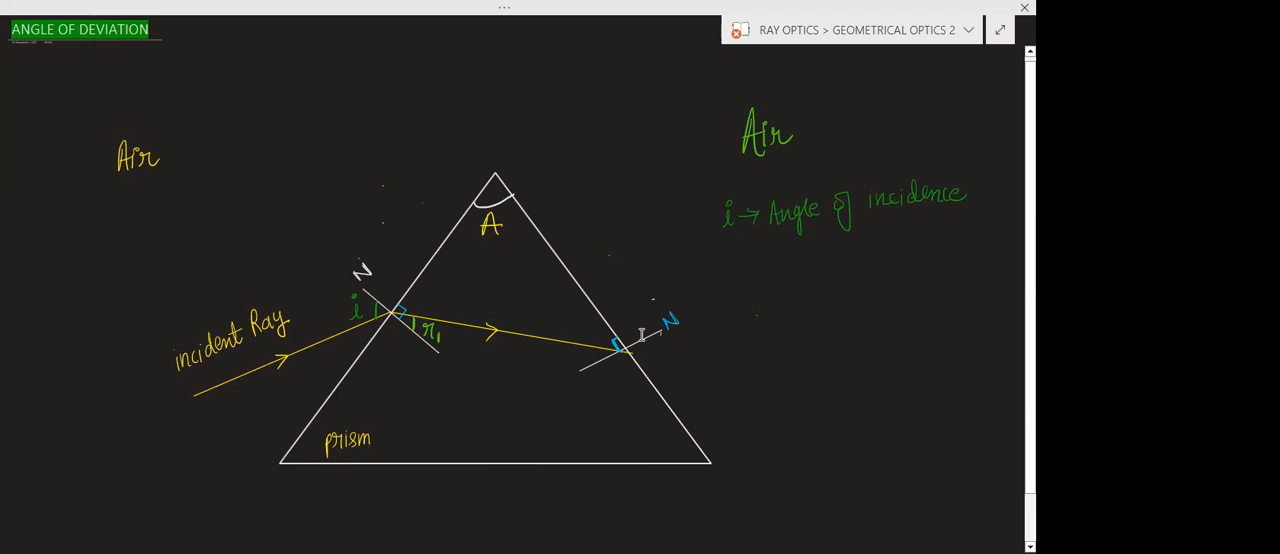 ANGLE OF DEVIATION
RAY OPTICS > GEOMETRICAL OPTICS 2
Air
Air
i → Angle of incidence
A
N
i
r1
N
incident Ray
prism